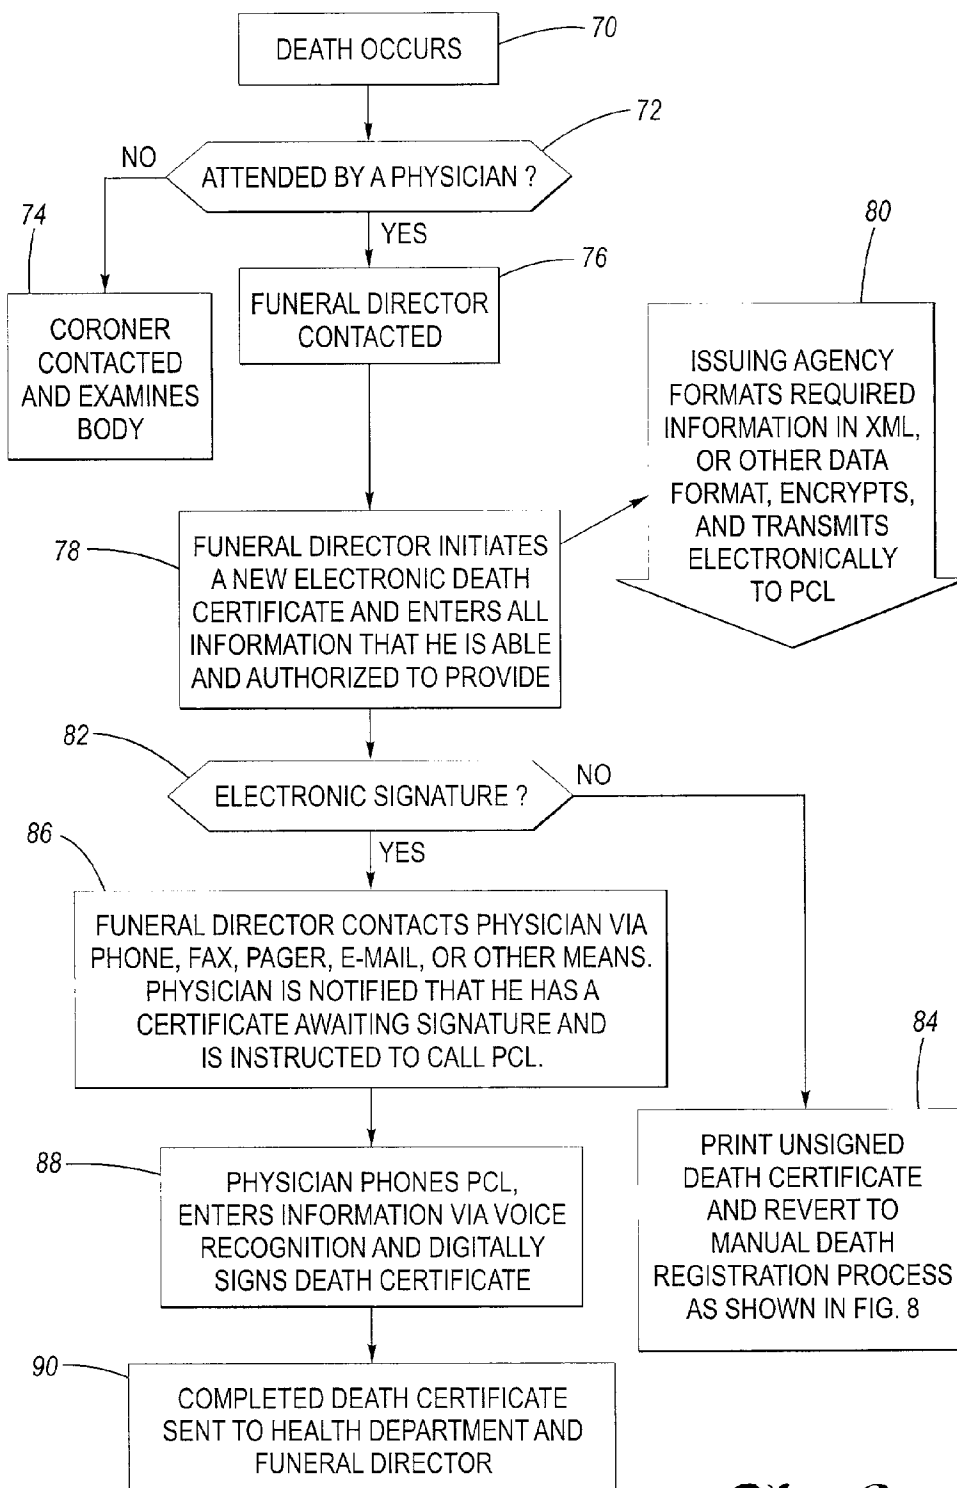 DEATH OCCURS
70
72
ATTENDED BY A PHYSICIAN ?
NO
YES
74
CORONER
CONTACTED
AND EXAMINES
BODY
76
FUNERAL DIRECTOR
CONTACTED
80
ISSUING AGENCY
FORMATS REQUIRED
INFORMATION IN XML,
OR OTHER DATA
FORMAT, ENCRYPTS,
AND TRANSMITS
ELECTRONICALLY
TO PCL
78
FUNERAL DIRECTOR INITIATES
A NEW ELECTRONIC DEATH
CERTIFICATE AND ENTERS ALL
INFORMATION THAT HE IS ABLE
AND AUTHORIZED TO PROVIDE
82
ELECTRONIC SIGNATURE ?
NO
YES
86
FUNERAL DIRECTOR CONTACTS PHYSICIAN VIA
PHONE, FAX, PAGER, E-MAIL, OR OTHER MEANS.
PHYSICIAN IS NOTIFIED THAT HE HAS A
CERTIFICATE AWAITING SIGNATURE AND
IS INSTRUCTED TO CALL PCL.
84
PRINT UNSIGNED
DEATH CERTIFICATE
AND REVERT TO
MANUAL DEATH
REGISTRATION PROCESS
AS SHOWN IN FIG. 8
88
PHYSICIAN PHONES PCL,
ENTERS INFORMATION VIA VOICE
RECOGNITION AND DIGITALLY
SIGNS DEATH CERTIFICATE
90
COMPLETED DEATH CERTIFICATE
SENT TO HEALTH DEPARTMENT AND
FUNERAL DIRECTOR